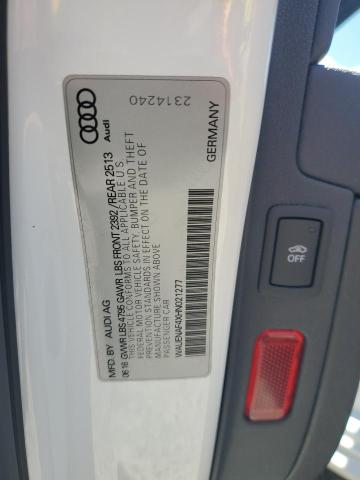 Audi
2314240
MFD. BY AUDI AG
06 16 GVWR LBS 4795 GAWR LBS FRONT 2392 / REAR 2513
THIS VEHICLE CONFORMS TO ALL APPLICABLE U.S.
FEDERAL MOTOR VEHICLE SAFETY, BUMPER AND THEFT
PREVENTION STANDARDS IN EFFECT ON THE DATE OF
MANUFACTURE SHOWN ABOVE
PASSENGER CAR
WAUENAF4XHN021277
GERMANY
OFF